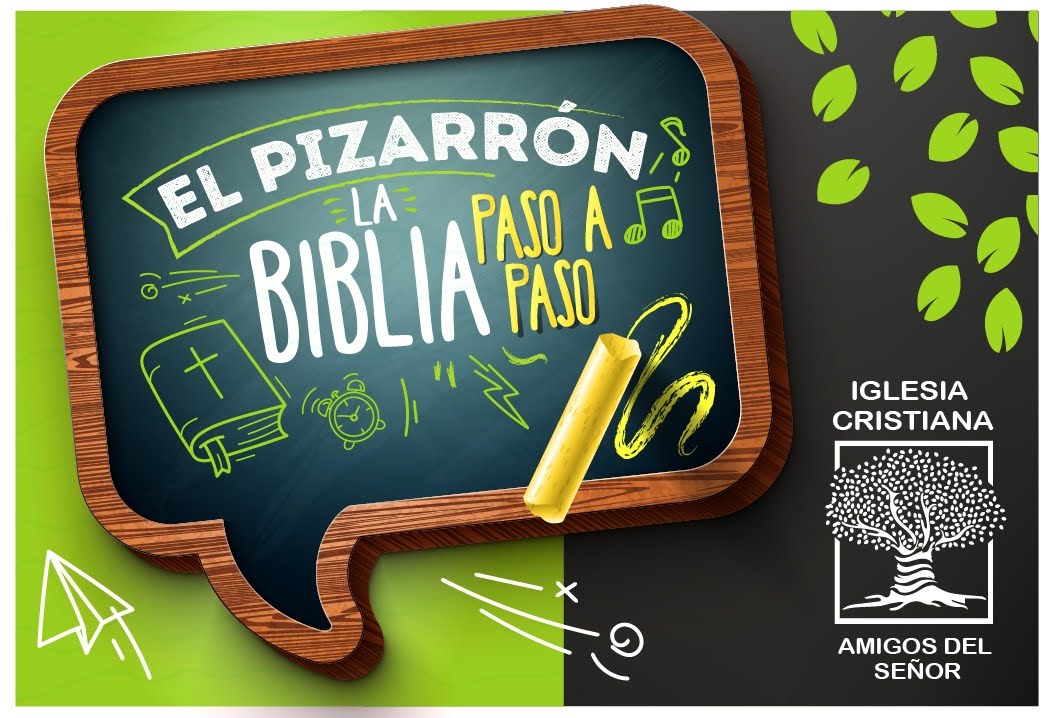 EL PIZARRÓN
LA
BIBLIA
PASO A
PASO
IGLESIA
CRISTIANA
AMIGOS DEL
SEÑOR